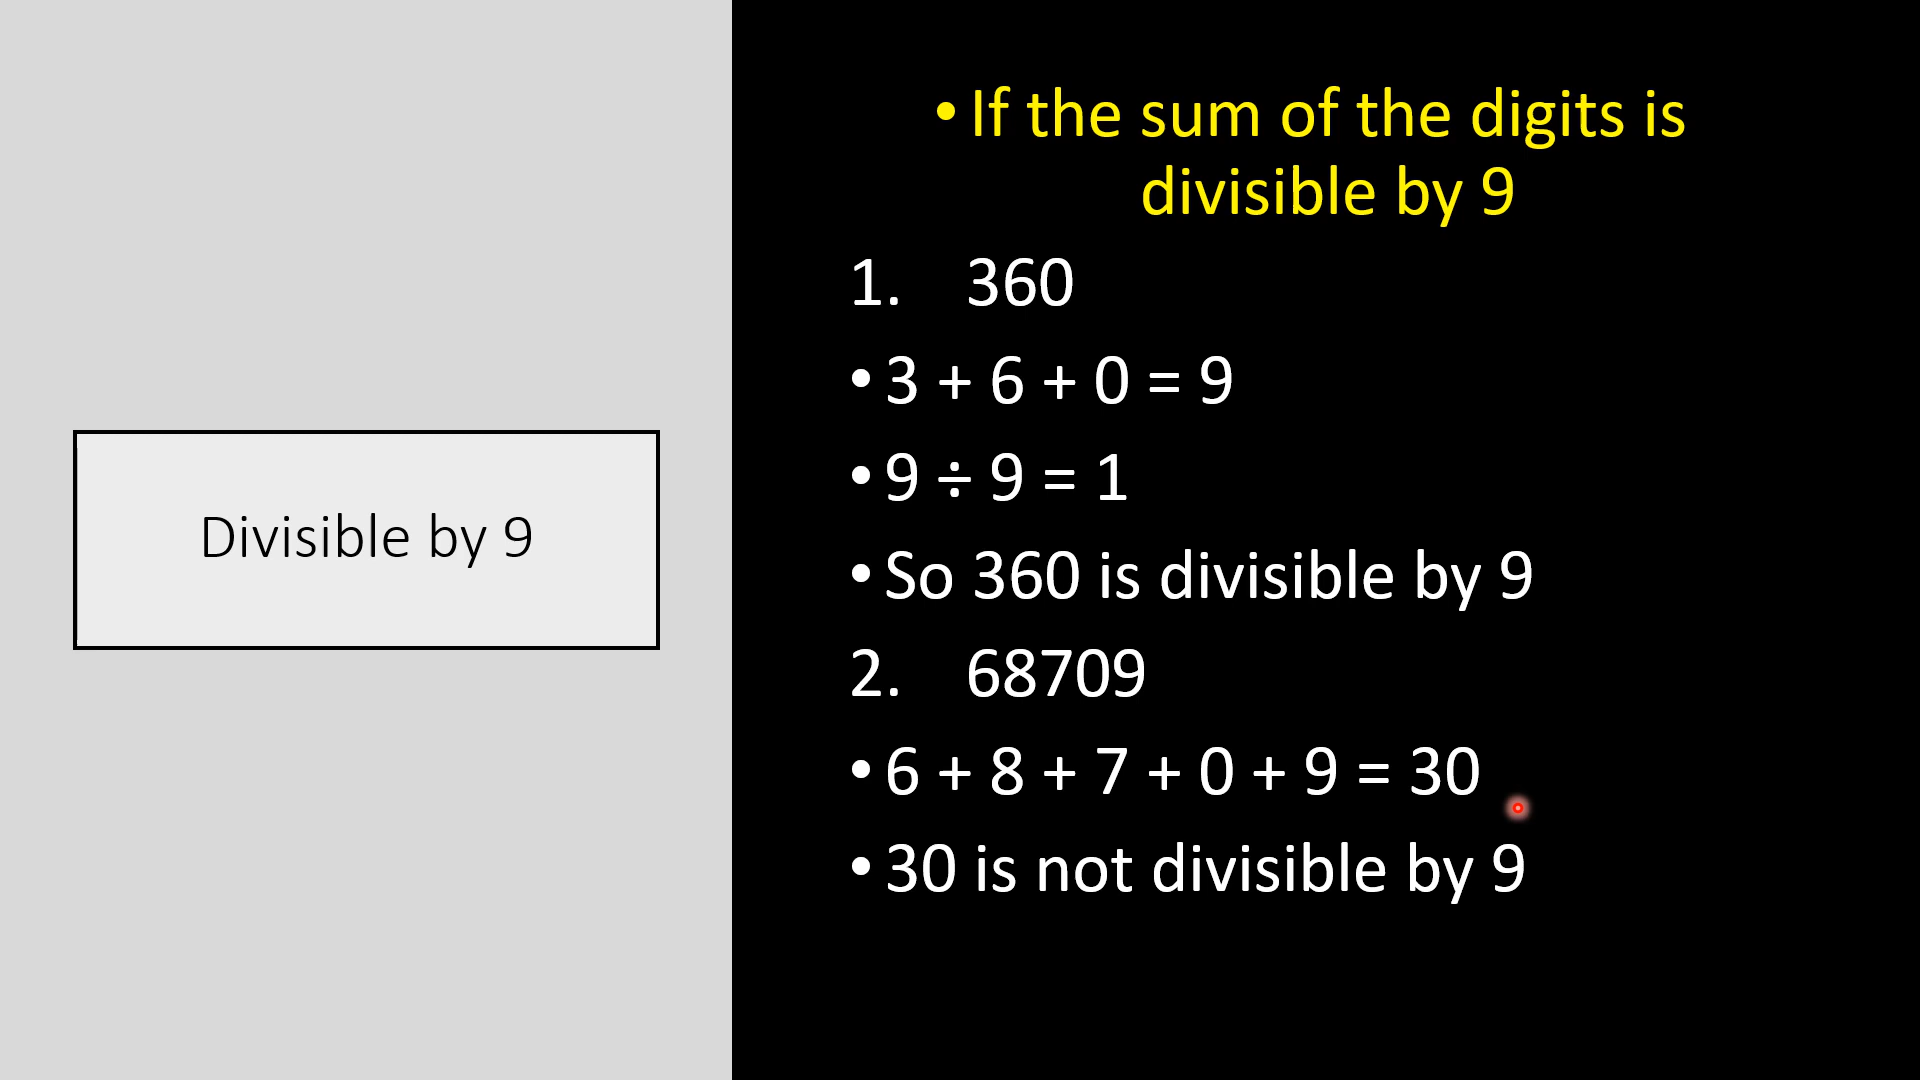 Divisible by 9
• If the sum of the digits is
divisible by 9
1. 360
• 3 + 6 + 0 = 9
• 9 ÷ 9 = 1
• So 360 is divisible by 9
2. 68709
• 6 + 8 + 7 + 0 + 9 = 30
• 30 is not divisible by 9